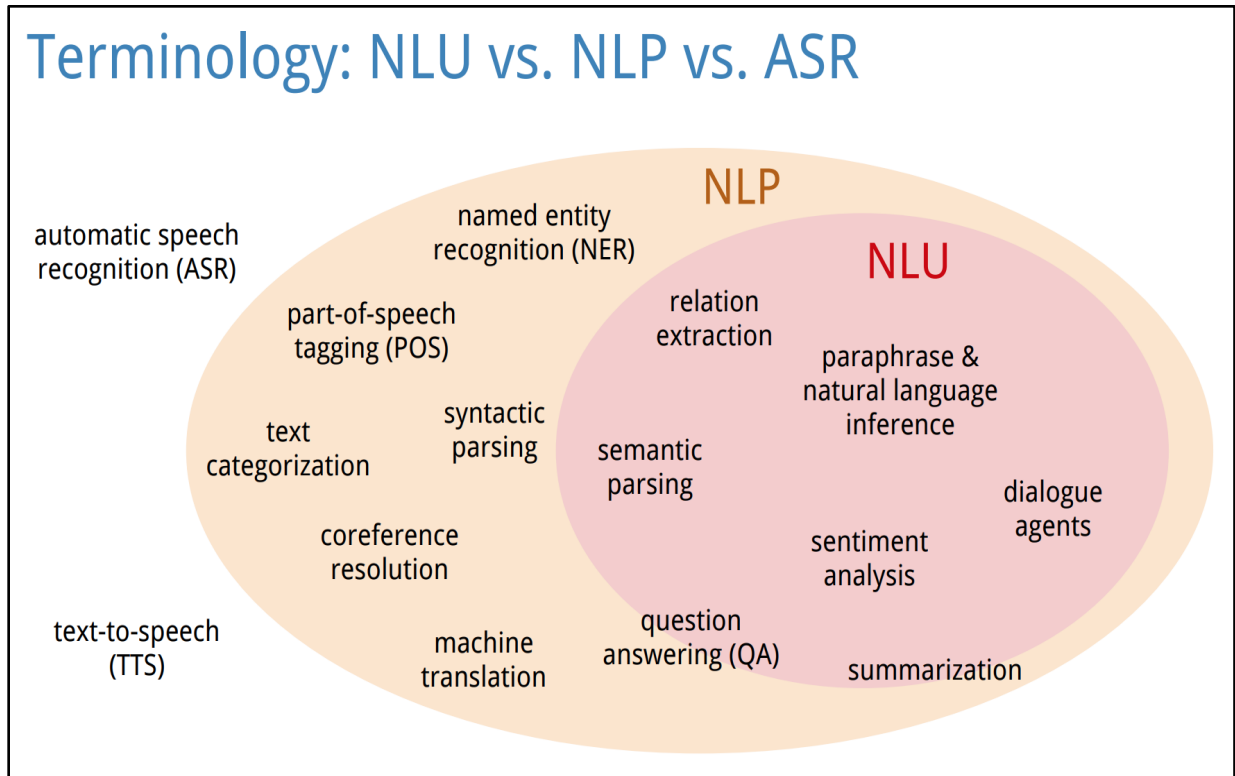 Terminology: NLU vs. NLP vs. ASR
NLP
named entity
recognition (NER)
automatic speech
recognition (ASR)
NLU
relation
extraction
part-of-speech
tagging (POS)
paraphrase &
natural language
inference
syntactic
parsing
text
categorization
semantic
parsing
dialogue
agents
coreference
resolution
sentiment
analysis
text-to-speech
(TTS)
machine
translation
question
answering (QA)
summarization